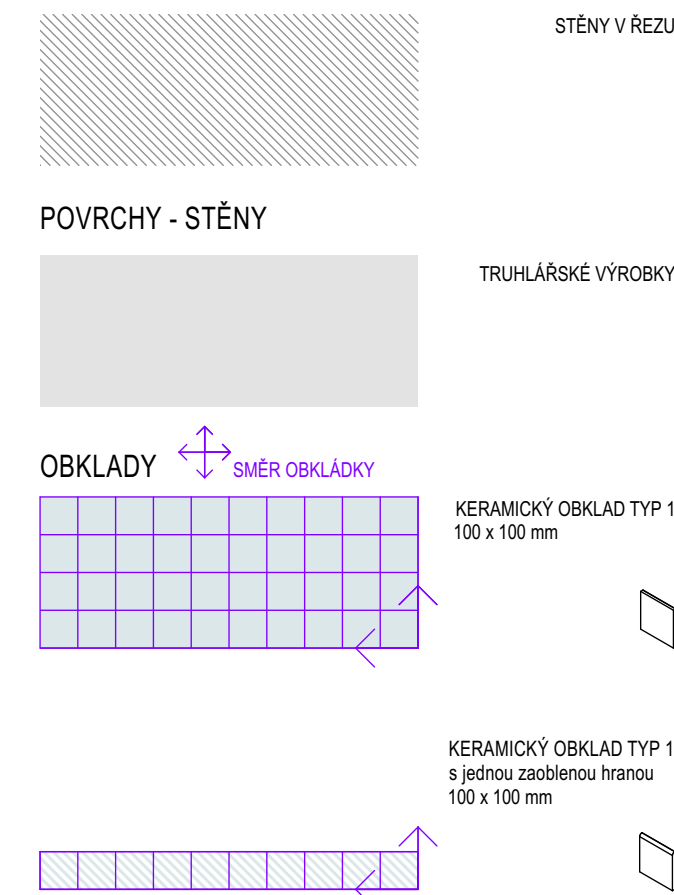 STĚNY V ŘEZU
POVRCHY - STĚNY
TRUHLÁŘSKÉ VÝROBKY
OBKLADY
SMĚR OBKLÁDKY
KERAMICKÝ OBKLAD TYP 1
100 x 100 mm
KERAMICKÝ OBKLAD TYP 1
s jednou zaoblenou hranou
100 x 100 mm